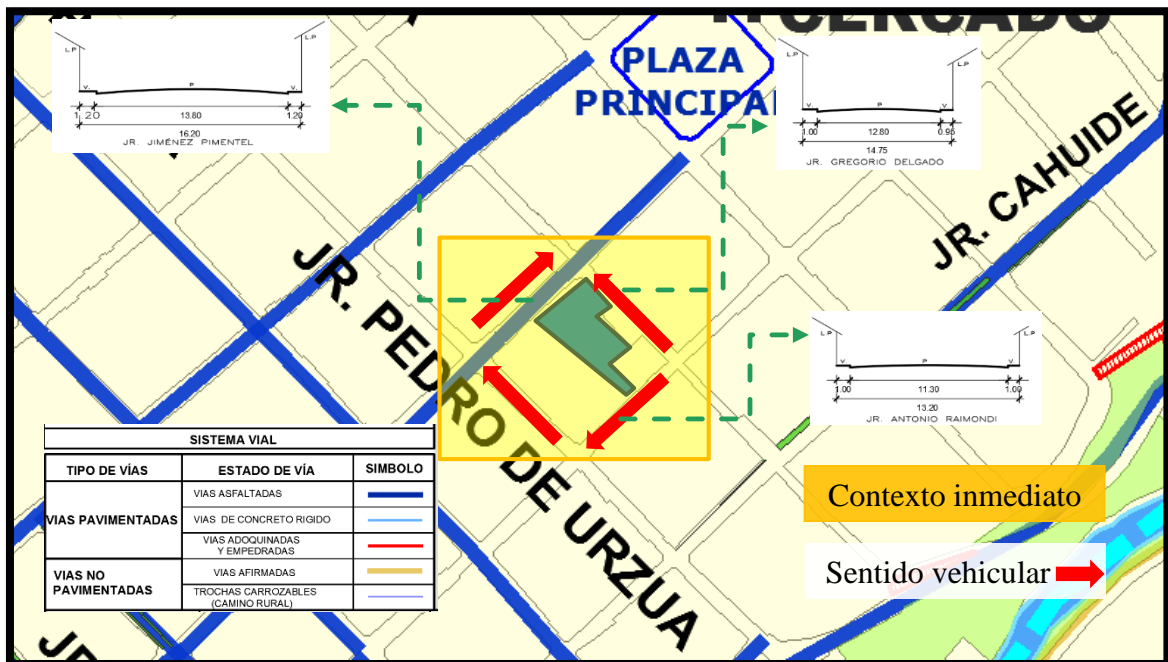 CERCADO
PLAZA
PRINCIPAL
L.P
L.P
V.
P
V.
1.20
13.80
1.20
16.20
JR. JIMÉNEZ PIMENTEL
L.P
L.P
V
P
V
1.00
12.80
0.95
14.75
JR. GREGORIO DELGADO
JR. CAHUIDE
JR. PEDRO DE URZUA
L.P
L.P
V
P
V
1.00
11.30
1.00
13.20
JR. ANTONIO RAIMONDI
SISTEMA VIAL
TIPO DE VÍAS ESTADO DE VÍA SIMBOLO
VIAS PAVIMENTADAS
VIAS ASFALTADAS
VIAS DE CONCRETO RIGIDO
VIAS ADOQUINADAS
Y EMPEDRADAS
VIAS NO
PAVIMENTADAS
VIAS AFIRMADAS
TROCHAS CARROZABLES
(CAMINO RURAL)
Contexto inmediato
Sentido vehicular
JR.